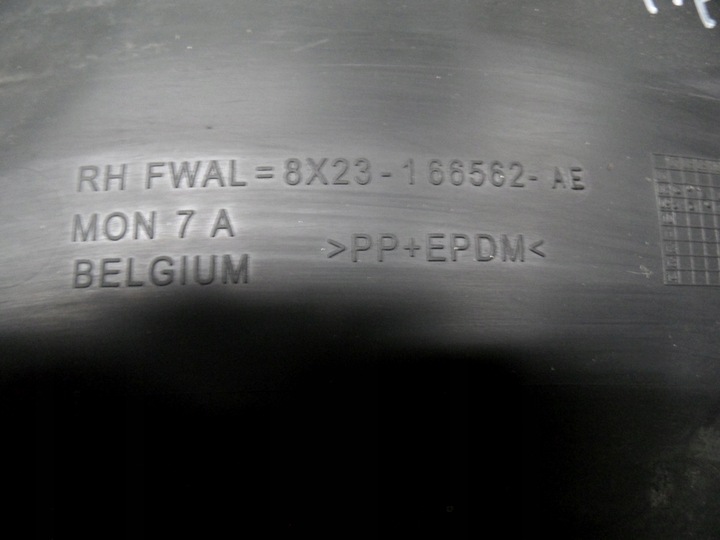 RH FWAL = 8X23-166562-AE
MON 7 A
>PP+EPDM<
BELGIUM